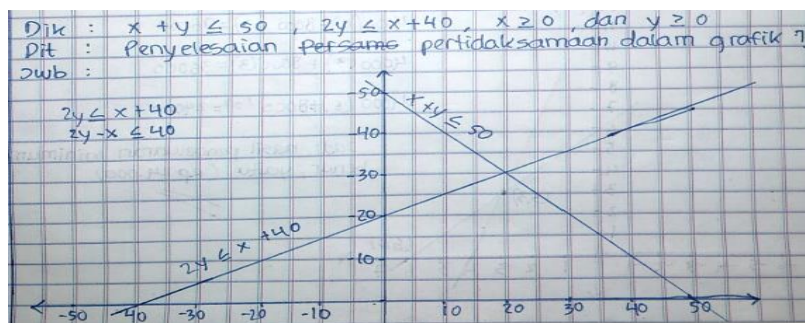 Dik : x + y ≤ 50 , 2y ≤ x + 40 , x ≥ 0 , dan y ≥ 0
Dit : Penyelesaian Persame pertidaksamaan dalam grafik ?
Jwb :
2y ≤ x + 40
2y - x ≤ 40
50
+ xy ≤ 50
40
30
20
2y ≤ x + 40
10
-50 -40 -30 -20 -10 10 20 30 40 50